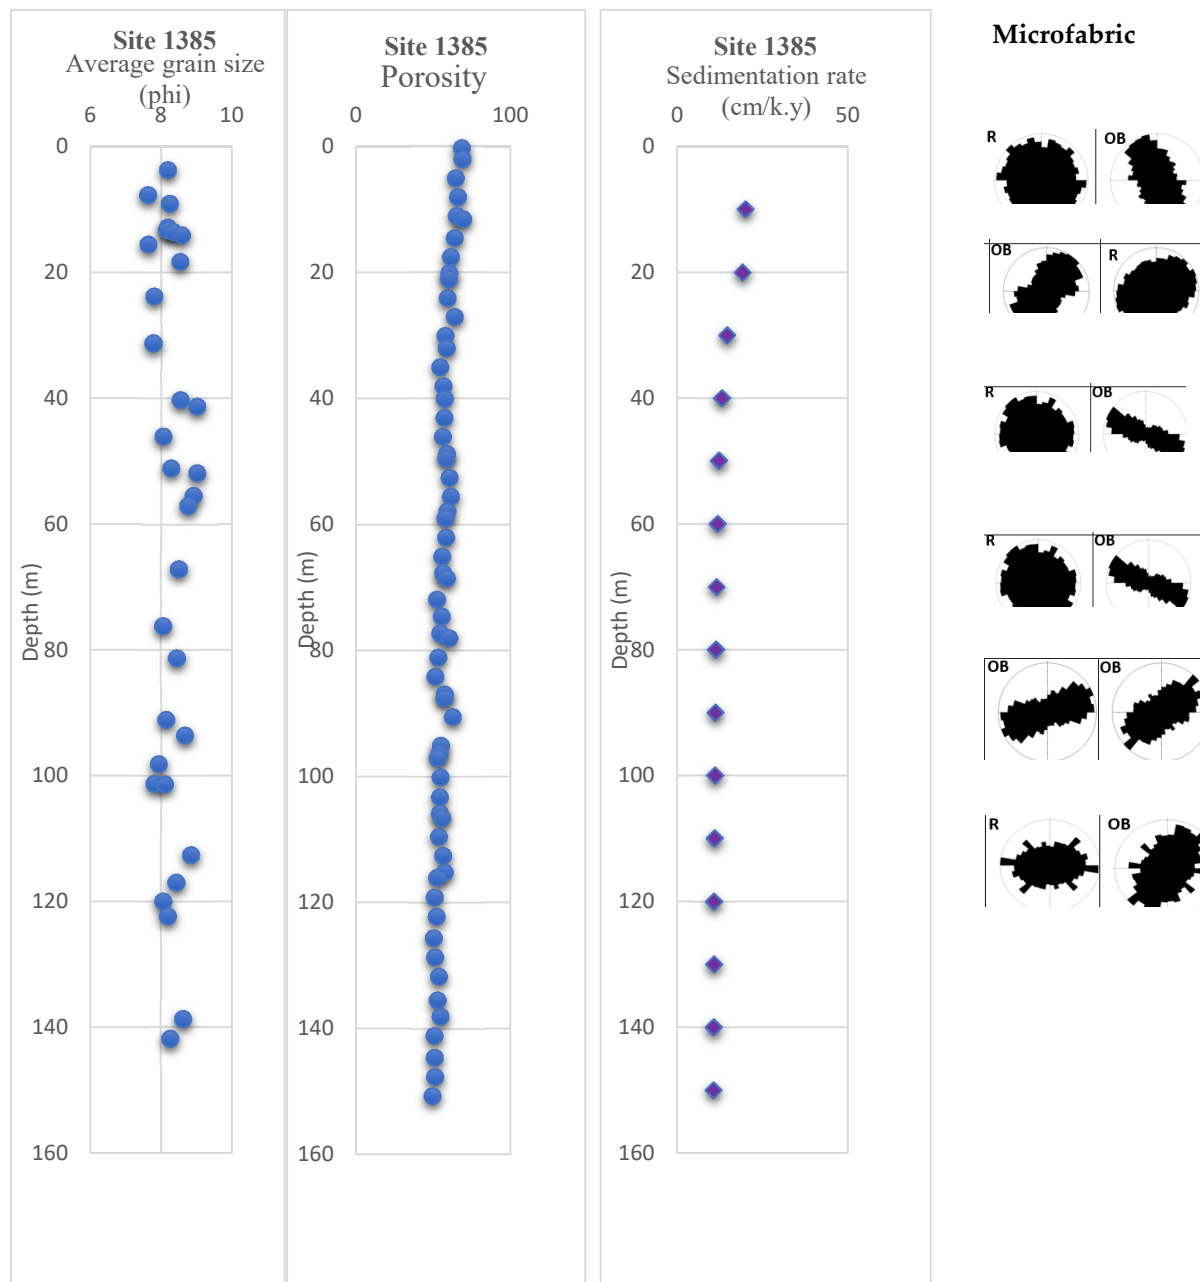 Site 1385
Average grain size
(phi)
6 8 10
0
20
40
60
80
100
120
140
160
Depth (m)
Site 1385
Porosity
0 100
0
20
40
60
80
100
120
140
160
Depth (m)
Site 1385
Sedimentation rate
(cm/k.y)
0 50
0
20
40
60
80
100
120
140
160
Depth (m)
Microfabric
R OB
OB R
R OB
R OB
OB OB
R OB